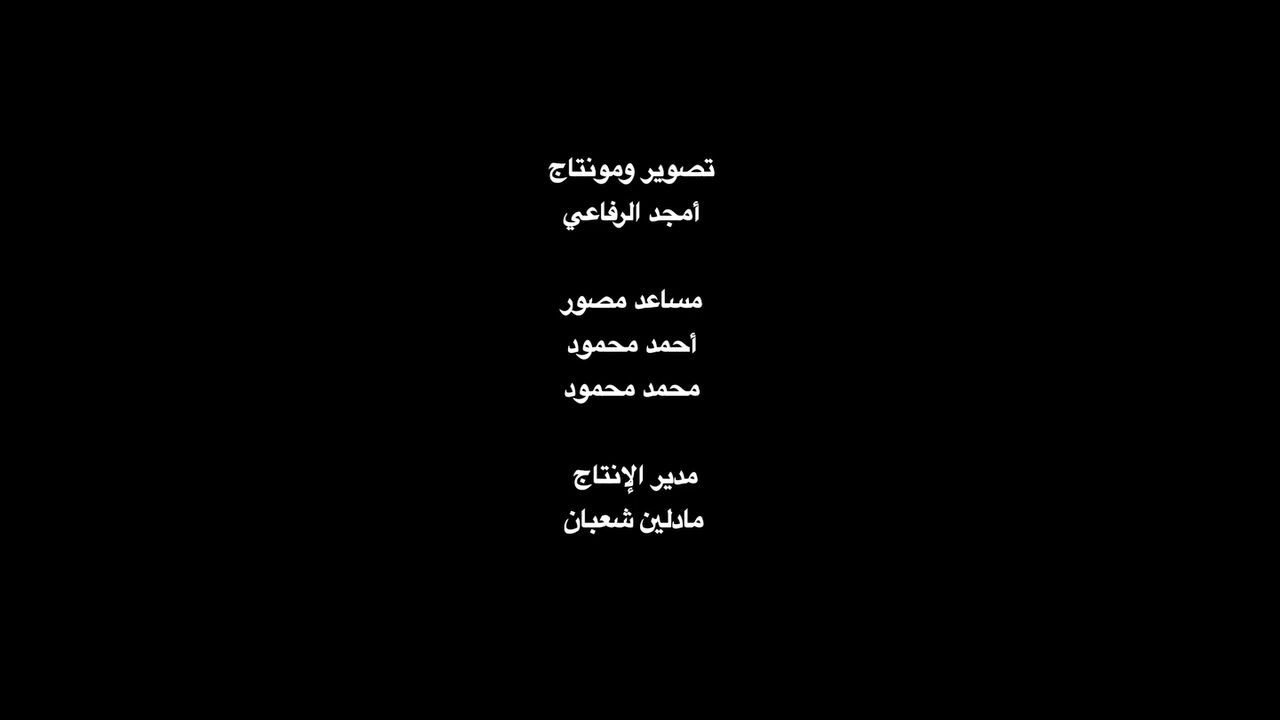 تصوير ومونتاج
أمجد الرفاعي
مساعد مصور
أحمد محمود
محمد محمود
مدير الإنتاج
مادلين شعبان